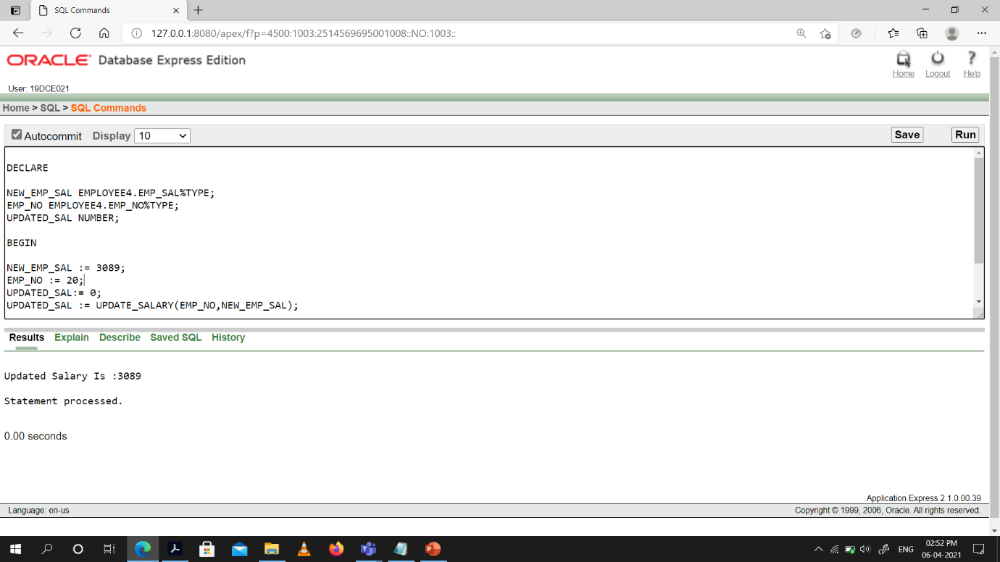 SQL Commands
127.0.0.1:8080/apex/f?p=4500:1003:2514569695001008::NO:1003::
ORACLE Database Express Edition
Home Logout Help
User: 19DCE021
Home > SQL > SQL Commands
Autocommit Display 10 Save Run
DECLARE
NEW_EMP_SAL EMPLOYEE4.EMP_SAL%TYPE;
EMP_NO EMPLOYEE4.EMP_NO%TYPE;
UPDATED_SAL NUMBER;
BEGIN
NEW_EMP_SAL := 3089;
EMP_NO := 20;
UPDATED_SAL:= 0;
UPDATED_SAL := UPDATE_SALARY(EMP_NO,NEW_EMP_SAL);
Results Explain Describe Saved SQL History
Updated Salary Is :3089
Statement processed.
0.00 seconds
Application Express 2.1.0.00.39
Language: en-us Copyright © 1999, 2006, Oracle. All rights reserved.
ENG 02:52 PM
06-04-2021